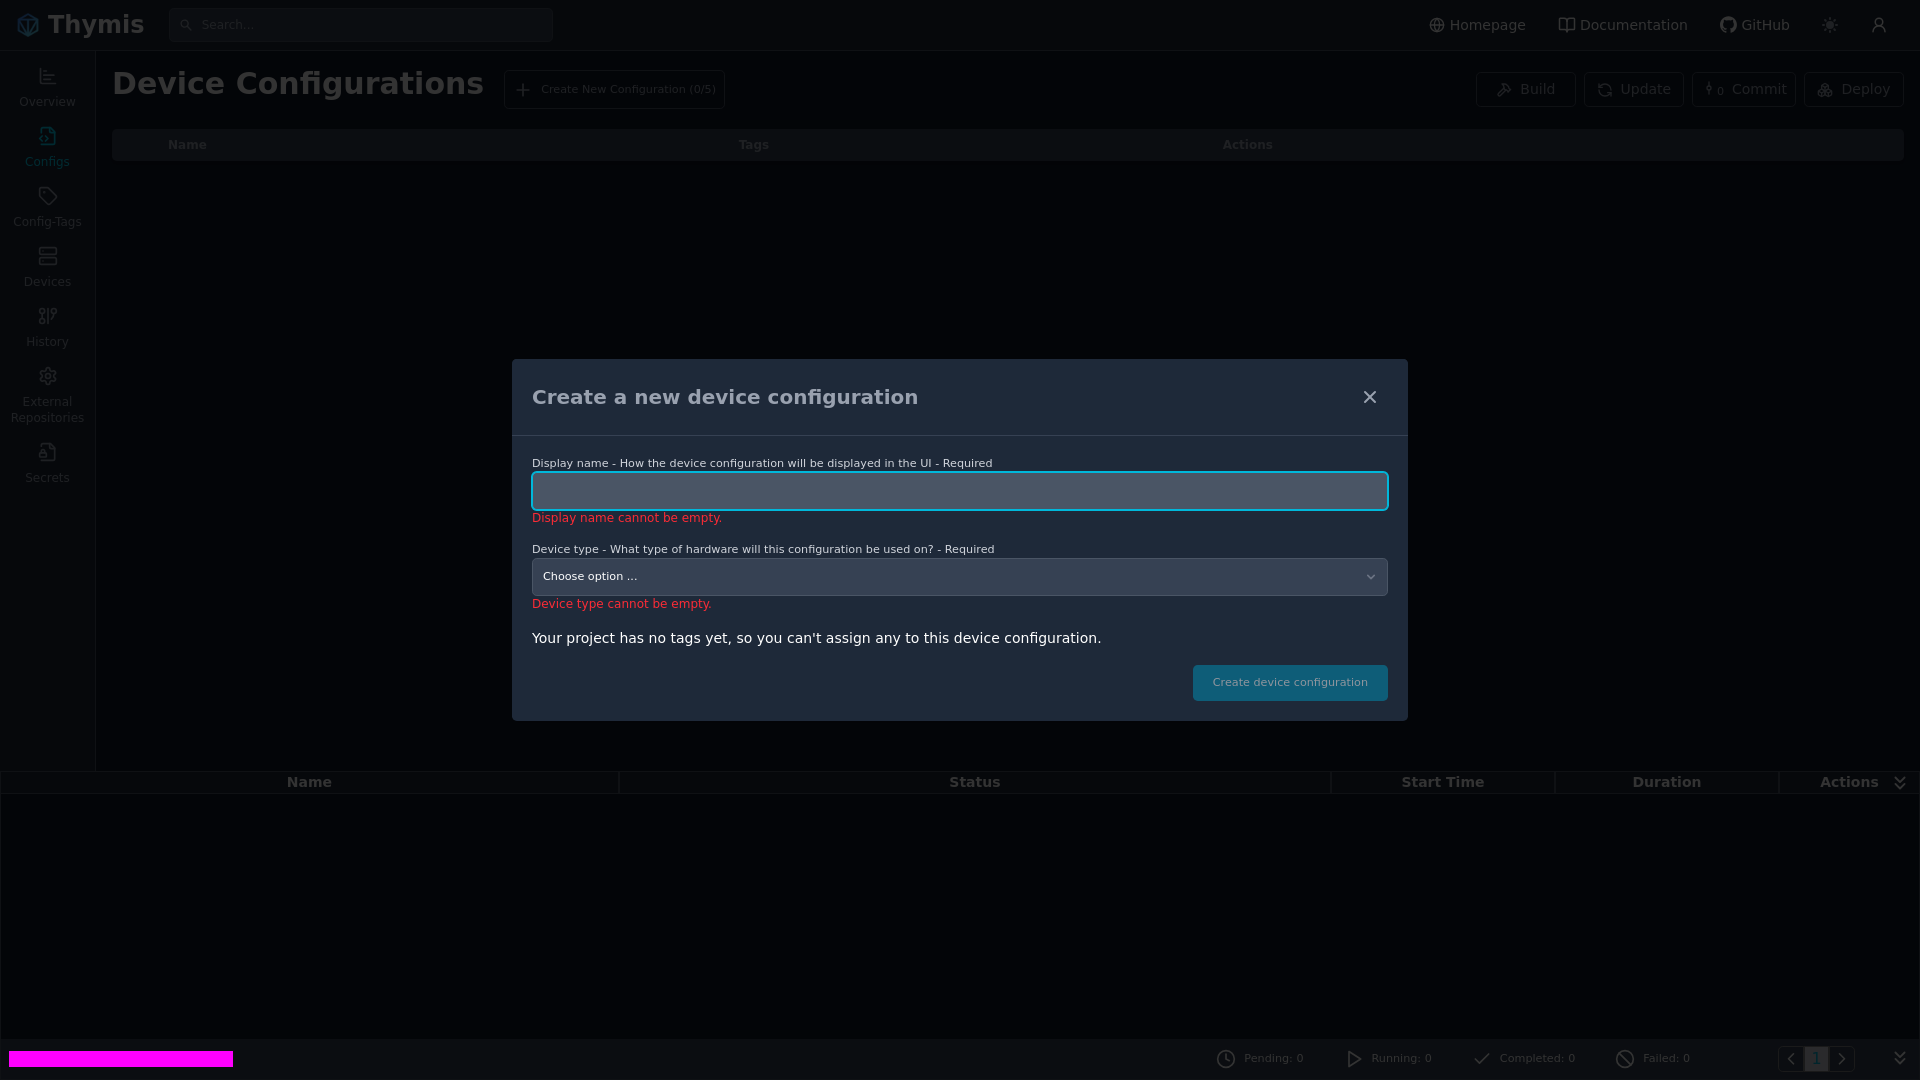 Thymis
Search...
Homepage
Documentation
GitHub
Overview
Configs
Config-Tags
Devices
History
External
Repositories
Secrets
Device Configurations
Create New Configuration (0/5)
Build
Update
0 Commit
Deploy
Name Tags Actions
Create a new device configuration
Display name - How the device configuration will be displayed in the UI - Required
Display name cannot be empty.
Device type - What type of hardware will this configuration be used on? - Required
Choose option ...
Device type cannot be empty.
Your project has no tags yet, so you can't assign any to this device configuration.
Create device configuration
Name Status Start Time Duration Actions
Pending: 0
Running: 0
Completed: 0
Failed: 0
1